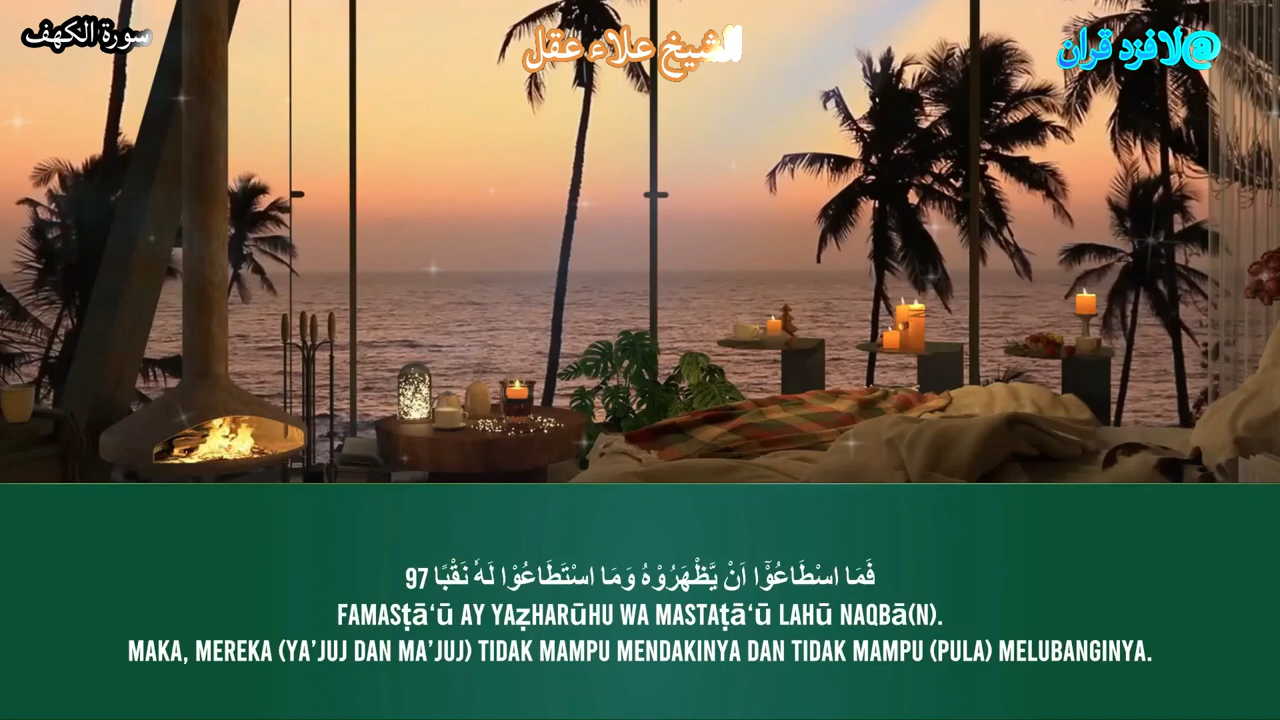 سورة الكهف
الشيخ علاء عقل
@لافزد قران
فَمَا اسْطَاعُوْٓا اَنْ يَّظْهَرُوْهُ وَمَا اسْتَطَاعُوْا لَهٗ نَقْبًا 97
FAMASṭā‘ū AY YAẓHARūHU WA MASTAṭā‘ū LAHū NAQBā(N).
MAKA, MEREKA (YA’JUJ DAN MA’JUJ) TIDAK MAMPU MENDAKINYA DAN TIDAK MAMPU (PULA) MELUBANGINYA.